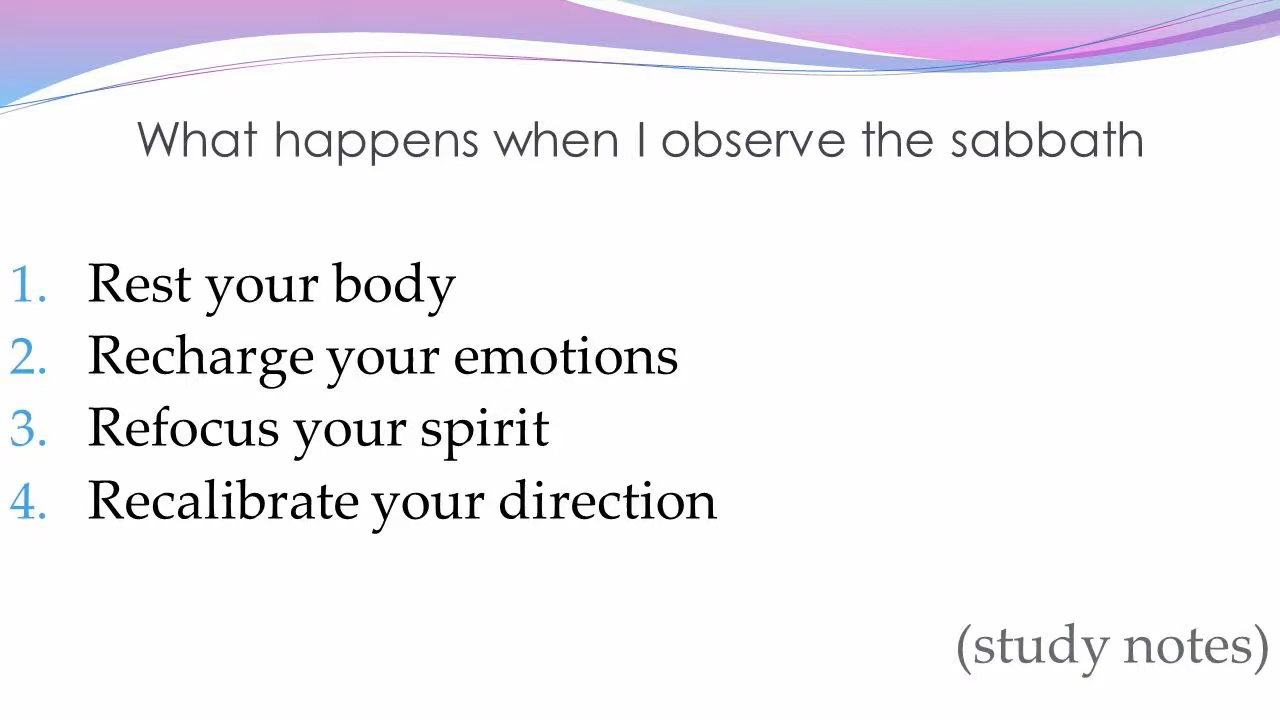 What happens when I observe the sabbath
1. Rest your body
2. Recharge your emotions
3. Refocus your spirit
4. Recalibrate your direction
(study notes)